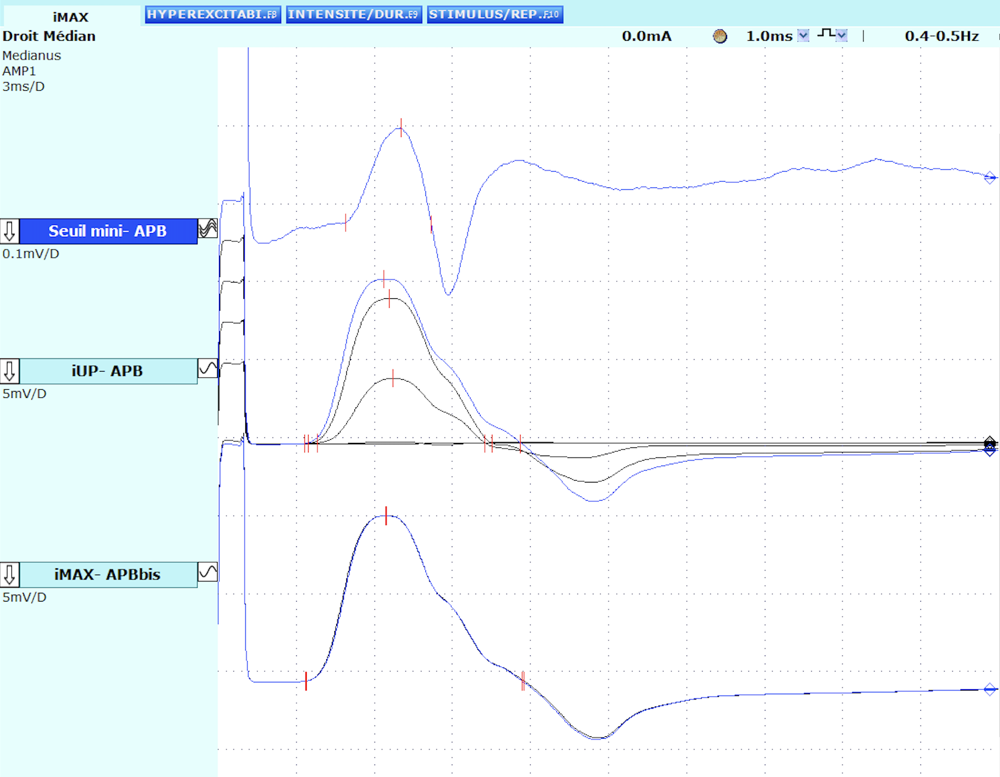 iMAX HYPEREXCITABI.F8 INTENSITE/DUR.F9 STIMULUS/REP..F10
Droit Médian 0.0mA 1.0ms 0.4-0.5Hz
Medianus
AMP1
3ms/D
Seuil mini- APB
0.1mV/D
iUP- APB
5mV/D
iMAX- APBbis
5mV/D